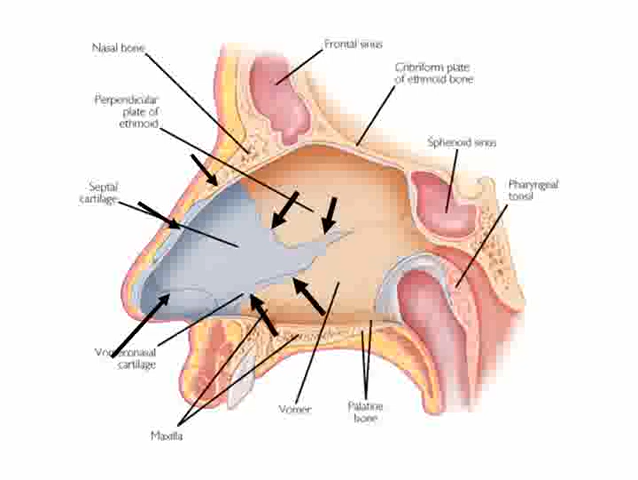 Frontal sinus
Nasal bone
Cribriform plate
of ethmoid bone
Perpendicular
plate of
ethmoid
Sphenoid sinus
Septal
cartilage
Pharyngeal
tonsil
Vomeronasal
cartilage
Vomer
Palatine
bone
Maxilla